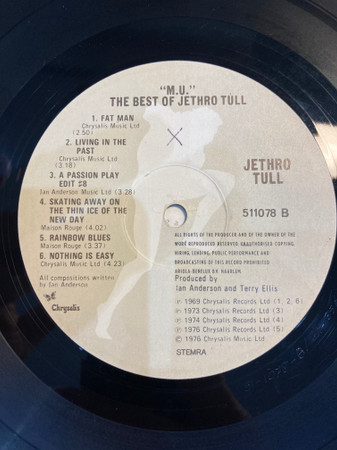 "M.U."
THE BEST OF JETHRO TULL
1. FAT MAN
Chrysalis Music Ltd
(2.50)
2. LIVING IN THE
PAST
Chrysalis Music Ltd
(3.18)
3. A PASSION PLAY
EDIT #8
Ian Anderson Music Ltd (3.28)
4. SKATING AWAY ON
THE THIN ICE OF THE
NEW DAY
Maison Rouge (4.02)
5. RAINBOW BLUES
Maison Rouge (3.37)
6. NOTHING IS EASY
Chrysalis Music Ltd (4.23)
All compositions written
by Ian Anderson
Chrysalis
X
JETHRO
TULL
511078 B
ALL RIGHTS OF THE PRODUCER AND OF THE OWNER OF THE
WORK REPRODUCED RESERVED. UNAUTHORIZED COPYING,
HIRING, LENDING, PUBLIC PERFORMANCE AND
BROADCASTING OF THIS RECORD PROHIBITED.
ARIOLA-BENELUX BV. HAARLEM.
Produced by
Ian Anderson and Terry Ellis
℗ 1969 Chrysalis Records Ltd (1, 2, 6)
℗ 1973 Chrysalis Records Ltd (3)
℗ 1974 Chrysalis Records Ltd (4)
℗ 1976 Chrysalis Records Ltd (5)
© 1976 Chrysalis Music Ltd
STEMRA